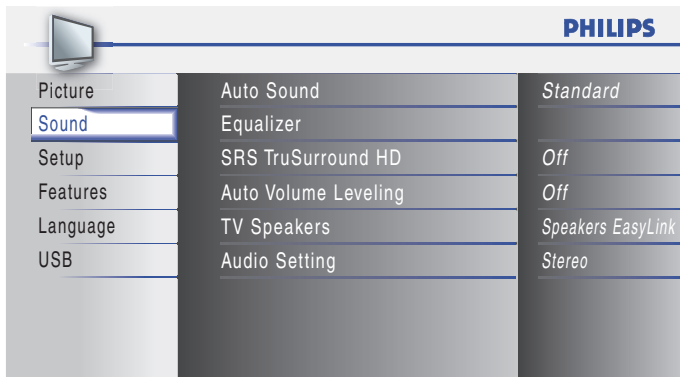 PHILIPS
Picture
Sound
Setup
Features
Language
USB
Auto Sound
Equalizer
SRS TruSurround HD
Auto Volume Leveling
TV Speakers
Audio Setting
Standard
Off
Off
Speakers EasyLink
Stereo